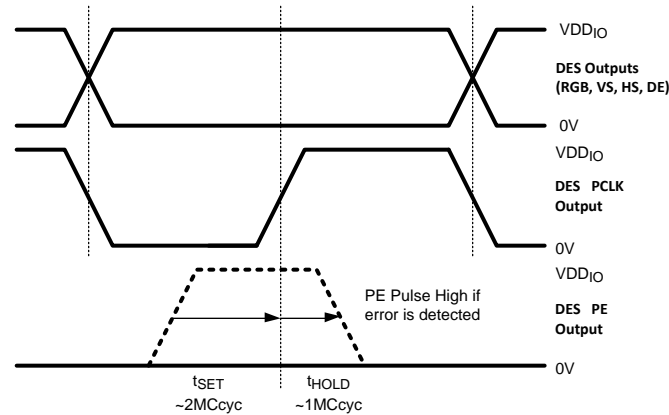 VDDIO
DES Outputs
(RGB, VS, HS, DE)
0V
VDDIO
DES PCLK
Output
0V
VDDIO
PE Pulse High if
error is detected
DES PE
Output
0V
tSET
~2MCcyc
tHOLD
~1MCcyc